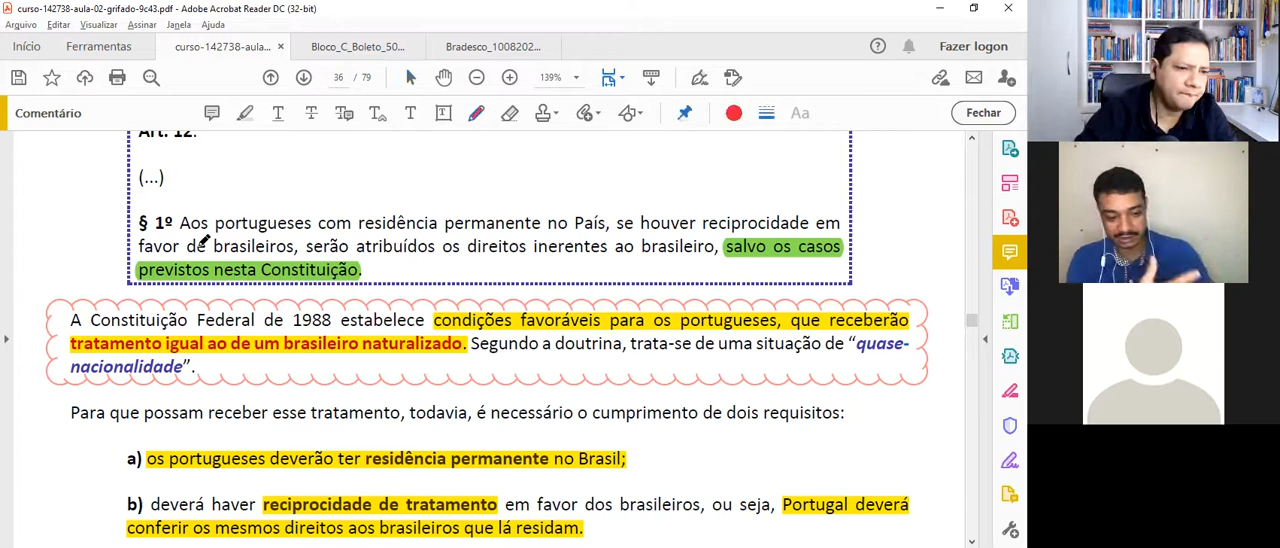 curso-142738-aula-02-grifado-9c43.pdf - Adobe Acrobat Reader DC (32-bit)
Arquivo Editar Visualizar Assinar Janela Ajuda
Início Ferramentas curso-142738-aula... × Bloco_C_Boleto_50... Bradesco_1008202... Fazer logon
36 / 79 139%
Comentário Aa Fechar
Art. 12.
(...)
§ 1º Aos portugueses com residência permanente no País, se houver reciprocidade em
favor de brasileiros, serão atribuídos os direitos inerentes ao brasileiro, salvo os casos
previstos nesta Constituição.
A Constituição Federal de 1988 estabelece condições favoráveis para os portugueses, que receberão
tratamento igual ao de um brasileiro naturalizado. Segundo a doutrina, trata-se de uma situação de “quase-
nacionalidade”.
Para que possam receber esse tratamento, todavia, é necessário o cumprimento de dois requisitos:
a) os portugueses deverão ter residência permanente no Brasil;
b) deverá haver reciprocidade de tratamento em favor dos brasileiros, ou seja, Portugal deverá
conferir os mesmos direitos aos brasileiros que lá residam.